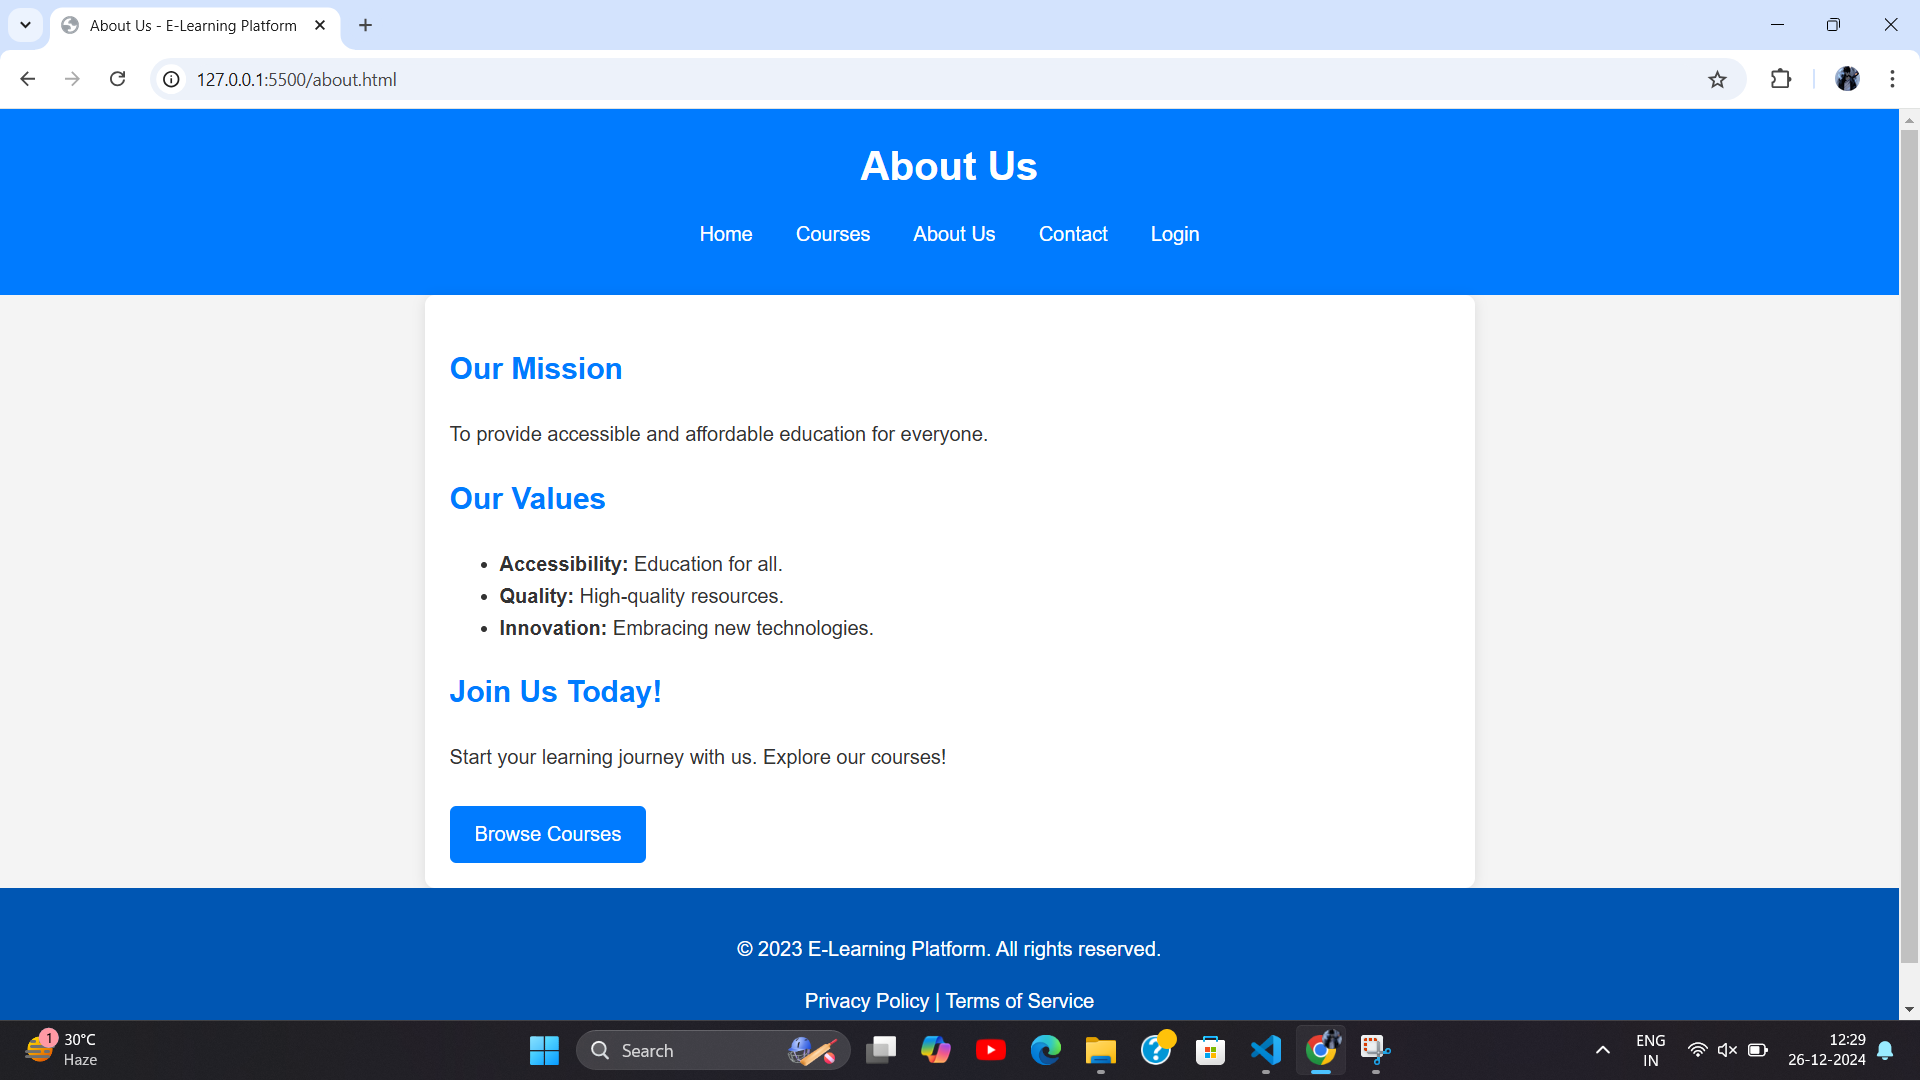 About Us - E-Learning Platform
127.0.0.1:5500/about.html
About Us
Home Courses About Us Contact Login
Our Mission
To provide accessible and affordable education for everyone.
Our Values
• Accessibility: Education for all.
• Quality: High-quality resources.
• Innovation: Embracing new technologies.
Join Us Today!
Start your learning journey with us. Explore our courses!
Browse Courses
© 2023 E-Learning Platform. All rights reserved.
Privacy Policy | Terms of Service
1
30°C
Haze
Search
ENG
IN
12:29
26-12-2024